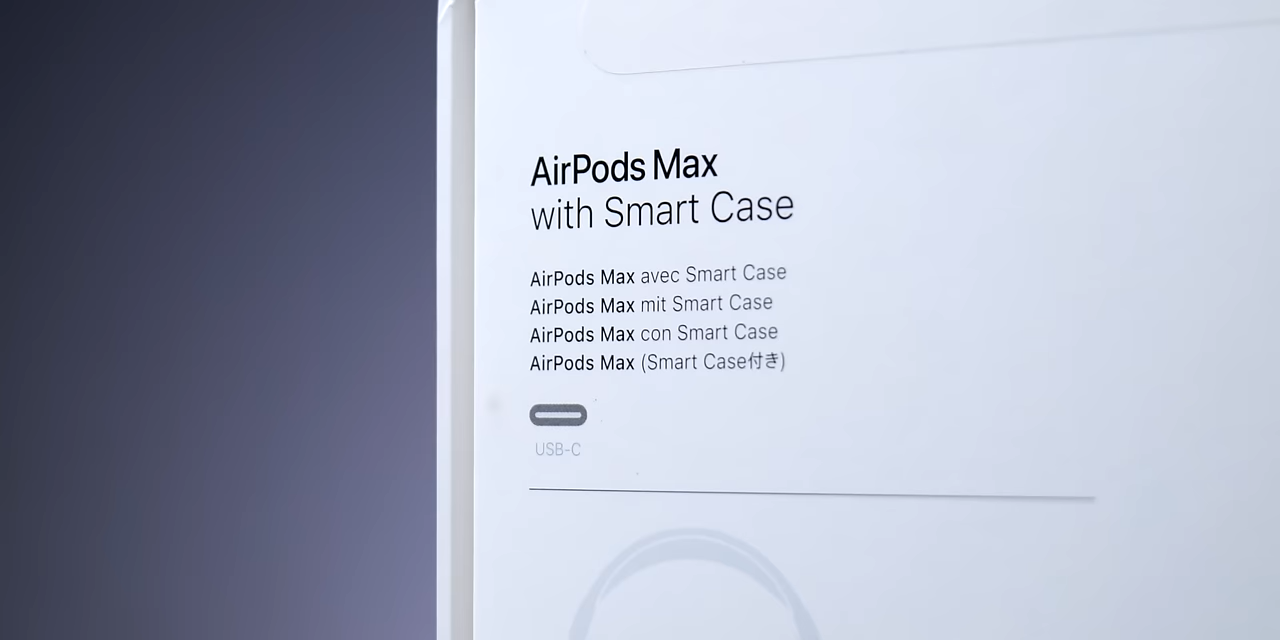 AirPods Max
with Smart Case
AirPods Max avec Smart Case
AirPods Max mit Smart Case
AirPods Max con Smart Case
AirPods Max (Smart Case付き)
USB-C